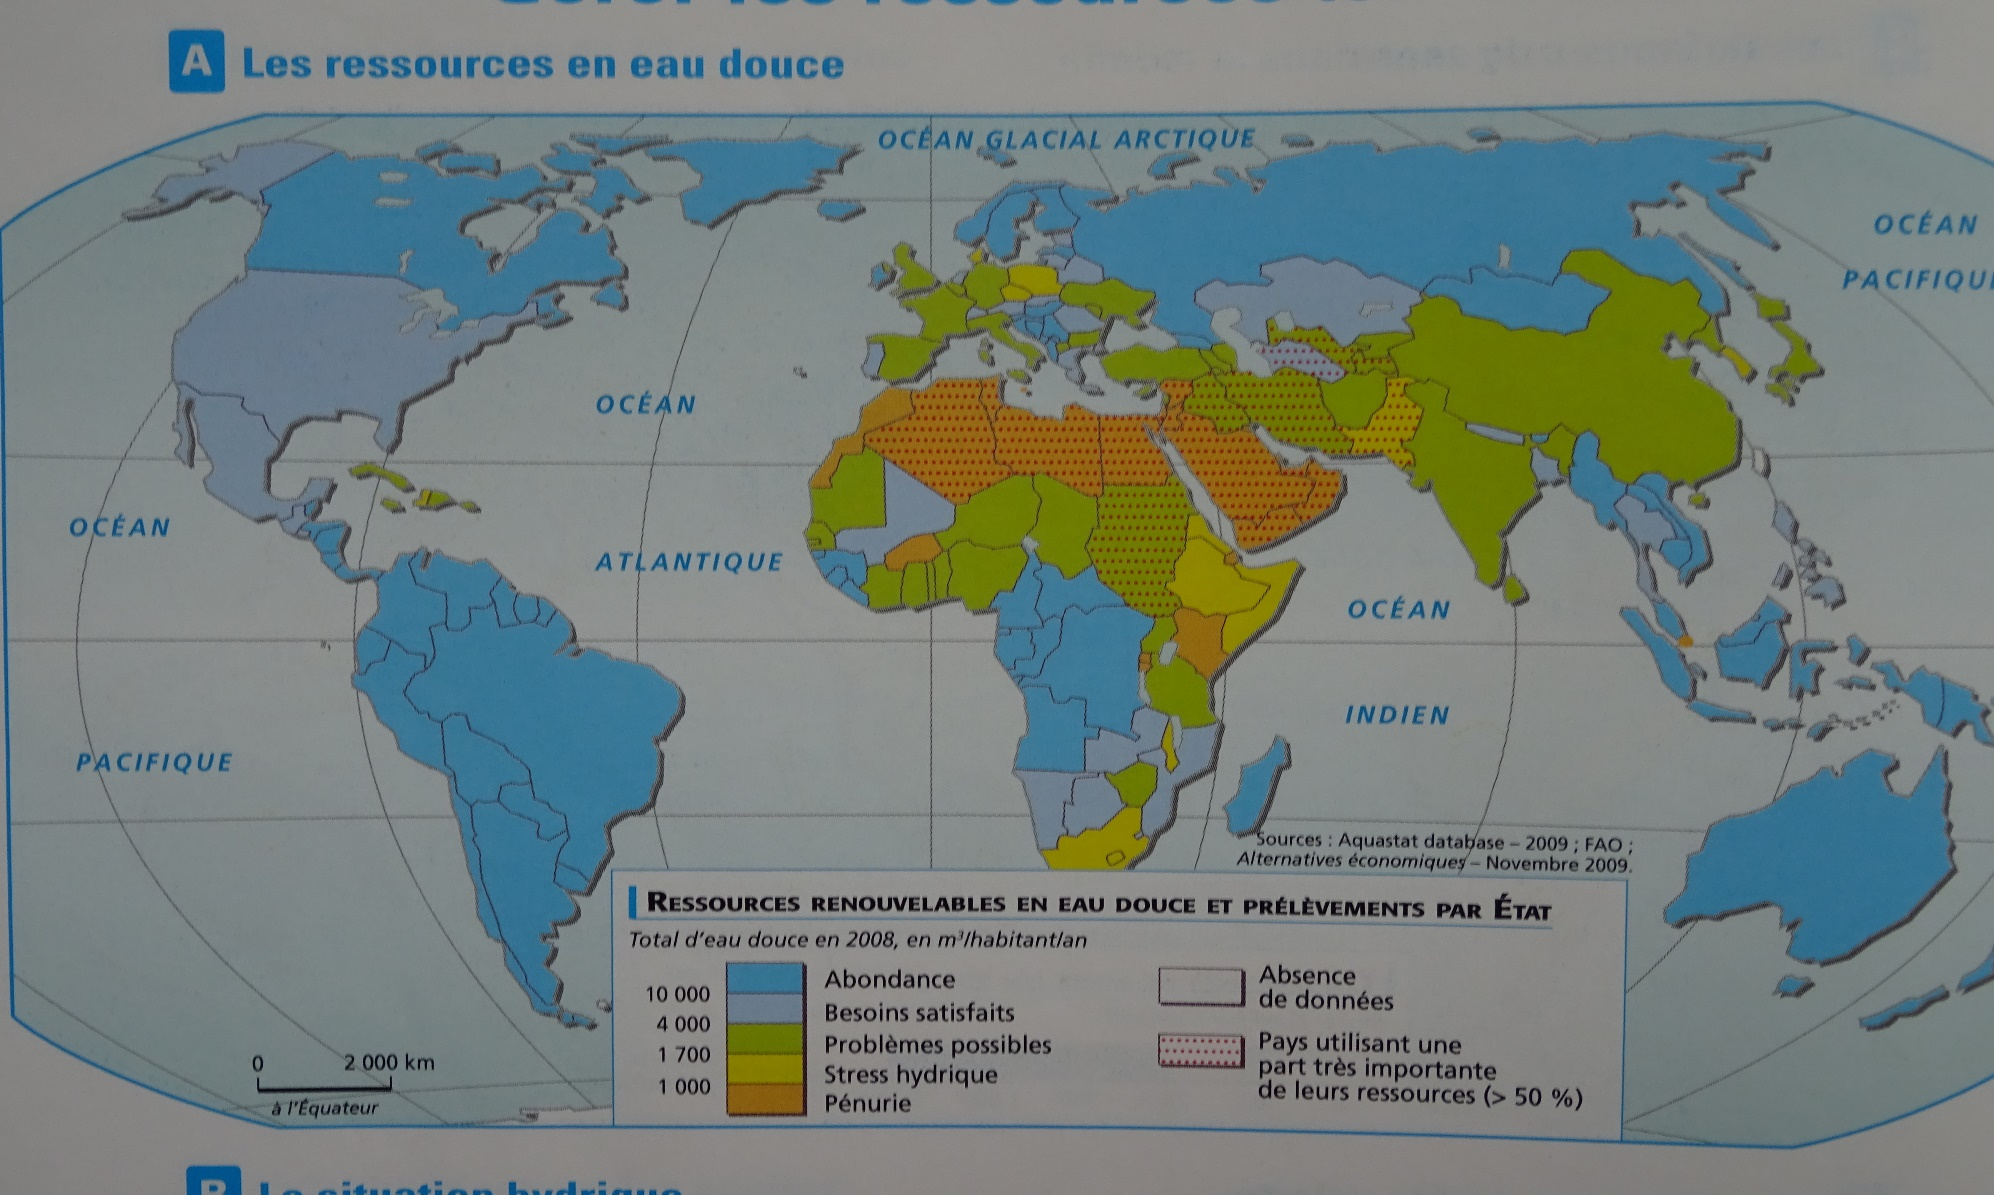 A Les ressources en eau douce
OCÉAN GLACIAL ARCTIQUE
OCÉAN
PACIFIQUE
OCÉAN
ATLANTIQUE
OCÉAN
PACIFIQUE
OCÉAN
INDIEN
Sources : Aquastat database – 2009 ; FAO ;
Alternatives économiques – Novembre 2009.
RESSOURCES RENOUVELABLES EN EAU DOUCE ET PRÉLÈVEMENTS PAR ÉTAT
Total d'eau douce en 2008, en m³/habitant/an
Abondance
10 000
Besoins satisfaits
4 000
Problèmes possibles
1 700
Stress hydrique
1 000
Pénurie
Absence
de données
Pays utilisant une
part très importante
de leurs ressources (> 50 %)
0 2 000 km
à l'Équateur
B La situation hydrique